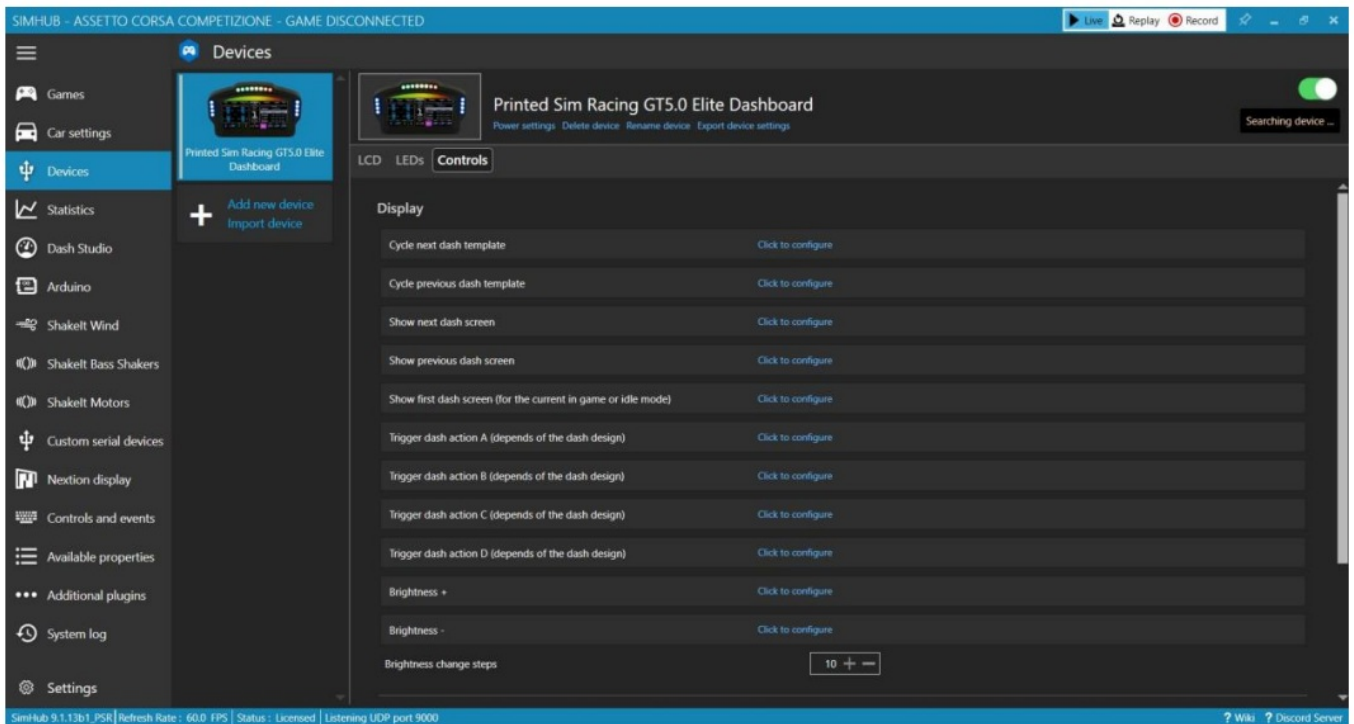 SIMHUB - ASSETTO CORSA COMPETIZIONE - GAME DISCONNECTED
Live Replay Record
Devices
Games
Car settings
Devices
Statistics
Dash Studio
Arduino
ShakeIt Wind
ShakeIt Bass Shakers
ShakeIt Motors
Custom serial devices
Nextion display
Controls and events
Available properties
Additional plugins
System log
Settings
Printed Sim Racing GT5.0 Elite
Dashboard
Add new device
Import device
Printed Sim Racing GT5.0 Elite Dashboard
Power settings Delete device Rename device Export device settings
Searching device ...
LCD LEDs Controls
Display
Cycle next dash template Click to configure
Cycle previous dash template Click to configure
Show next dash screen Click to configure
Show previous dash screen Click to configure
Show first dash screen (for the current in game or idle mode) Click to configure
Trigger dash action A (depends of the dash design) Click to configure
Trigger dash action B (depends of the dash design) Click to configure
Trigger dash action C (depends of the dash design) Click to configure
Trigger dash action D (depends of the dash design) Click to configure
Brightness + Click to configure
Brightness - Click to configure
Brightness change steps 10 + −
SimHub 9.1.13b1_PSR Refresh Rate : 60.0 FPS Status : Licensed Listening UDP port 9000 ? Wiki ? Discord Server